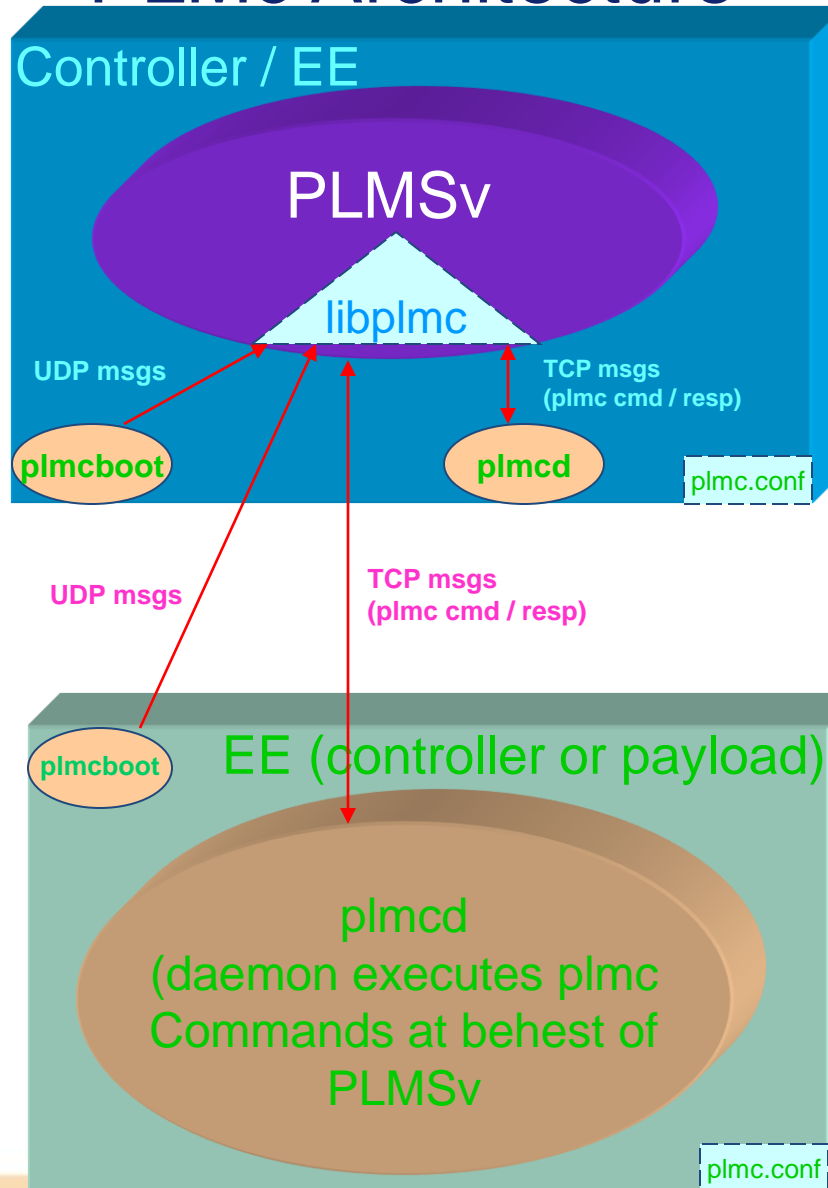 PLMc Architecture
Controller / EE
PLMSv
libplmc
UDP msgs
TCP msgs
(plmc cmd / resp)
plmcboot
plmcd
plmc.conf
UDP msgs
TCP msgs
(plmc cmd / resp)
plmcboot
EE (controller or payload)
plmcd
(daemon executes plmc
Commands at behest of
PLMSv
plmc.conf